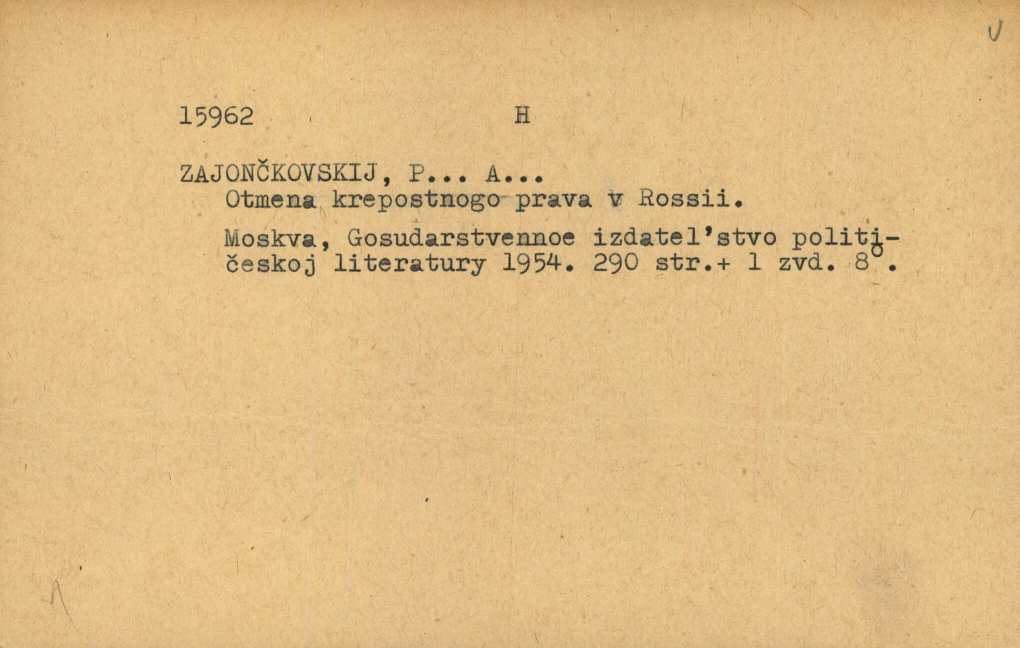 15962 H
ZAJONČKOVSKIJ, P... A...
Otmena krepostnogo prava v Rossii.
Moskva, Gosudarstvennoe izdatel'stvo politi-
českoj literatury 1954. 290 str.+ 1 zvd. 8°.